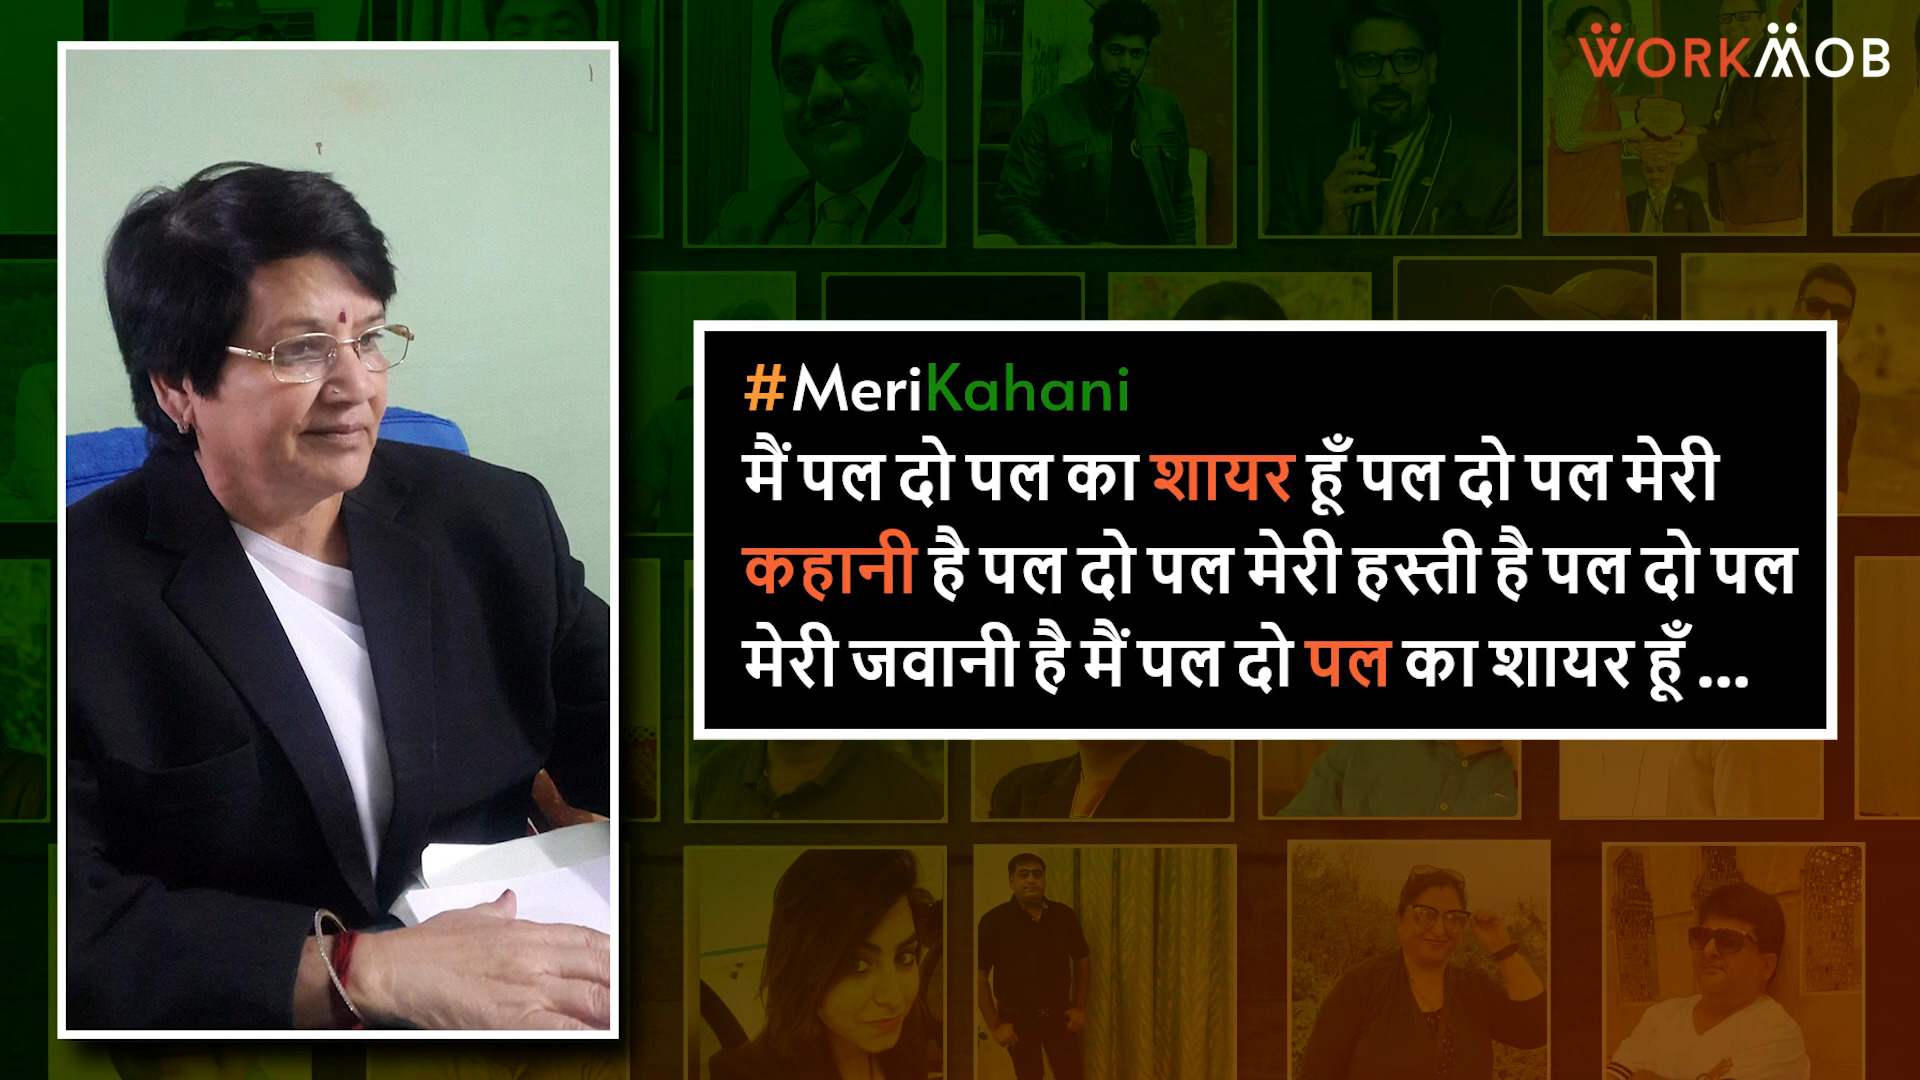 WORKMOB
#MeriKahani
मैं पल दो पल का शायर हूँ पल दो पल मेरी
कहानी है पल दो पल मेरी हस्ती है पल दो पल
मेरी जवानी है मैं पल दो पल का शायर हूँ ...